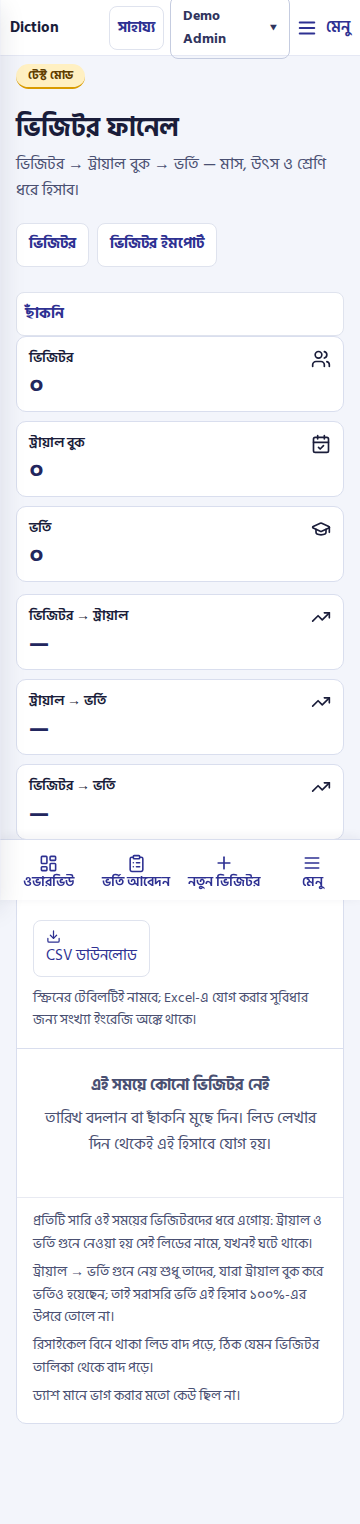 Diction
সাহায্য
Demo
Admin
মেনু
টেস্ট মোড
ভিজিটর ফানেল
ভিজিটর → ট্রায়াল বুক → ভর্তি — মাস, উৎস ও শ্রেণি
ধরে হিসাব।
ভিজিটর
ভিজিটর ইমপোর্ট
ছাঁকনি
ভিজিটর
০
ট্রায়াল বুক
০
ভর্তি
০
ভিজিটর → ট্রায়াল
—
ট্রায়াল → ভর্তি
—
ভিজিটর → ভর্তি
—
ওভারভিউ
ভর্তি আবেদন
নতুন ভিজিটর
মেনু
CSV ডাউনলোড
স্ক্রিনের টেবিলটিই নামবে; Excel-এ যোগ করার সুবিধার
জন্য সংখ্যা ইংরেজি অঙ্কে থাকে।
এই সময়ে কোনো ভিজিটর নেই
তারিখ বদলান বা ছাঁকনি মুছে দিন। লিড লেখার
দিন থেকেই এই হিসাবে যোগ হয়।
প্রতিটি সারি ওই সময়ের ভিজিটরদের ধরে এগোয়: ট্রায়াল ও
ভর্তি গুনে নেওয়া হয় সেই লিডের নামে, যখনই ঘটে থাকে।
ট্রায়াল → ভর্তি গুনে নেয় শুধু তাদের, যারা ট্রায়াল বুক করে
ভর্তিও হয়েছেন; তাই সরাসরি ভর্তি এই হিসাব ১০০%-এর
উপরে তোলে না।
রিসাইকেল বিনে থাকা লিড বাদ পড়ে, ঠিক যেমন ভিজিটর
তালিকা থেকে বাদ পড়ে।
ড্যাশ মানে ভাগ করার মতো কেউ ছিল না।